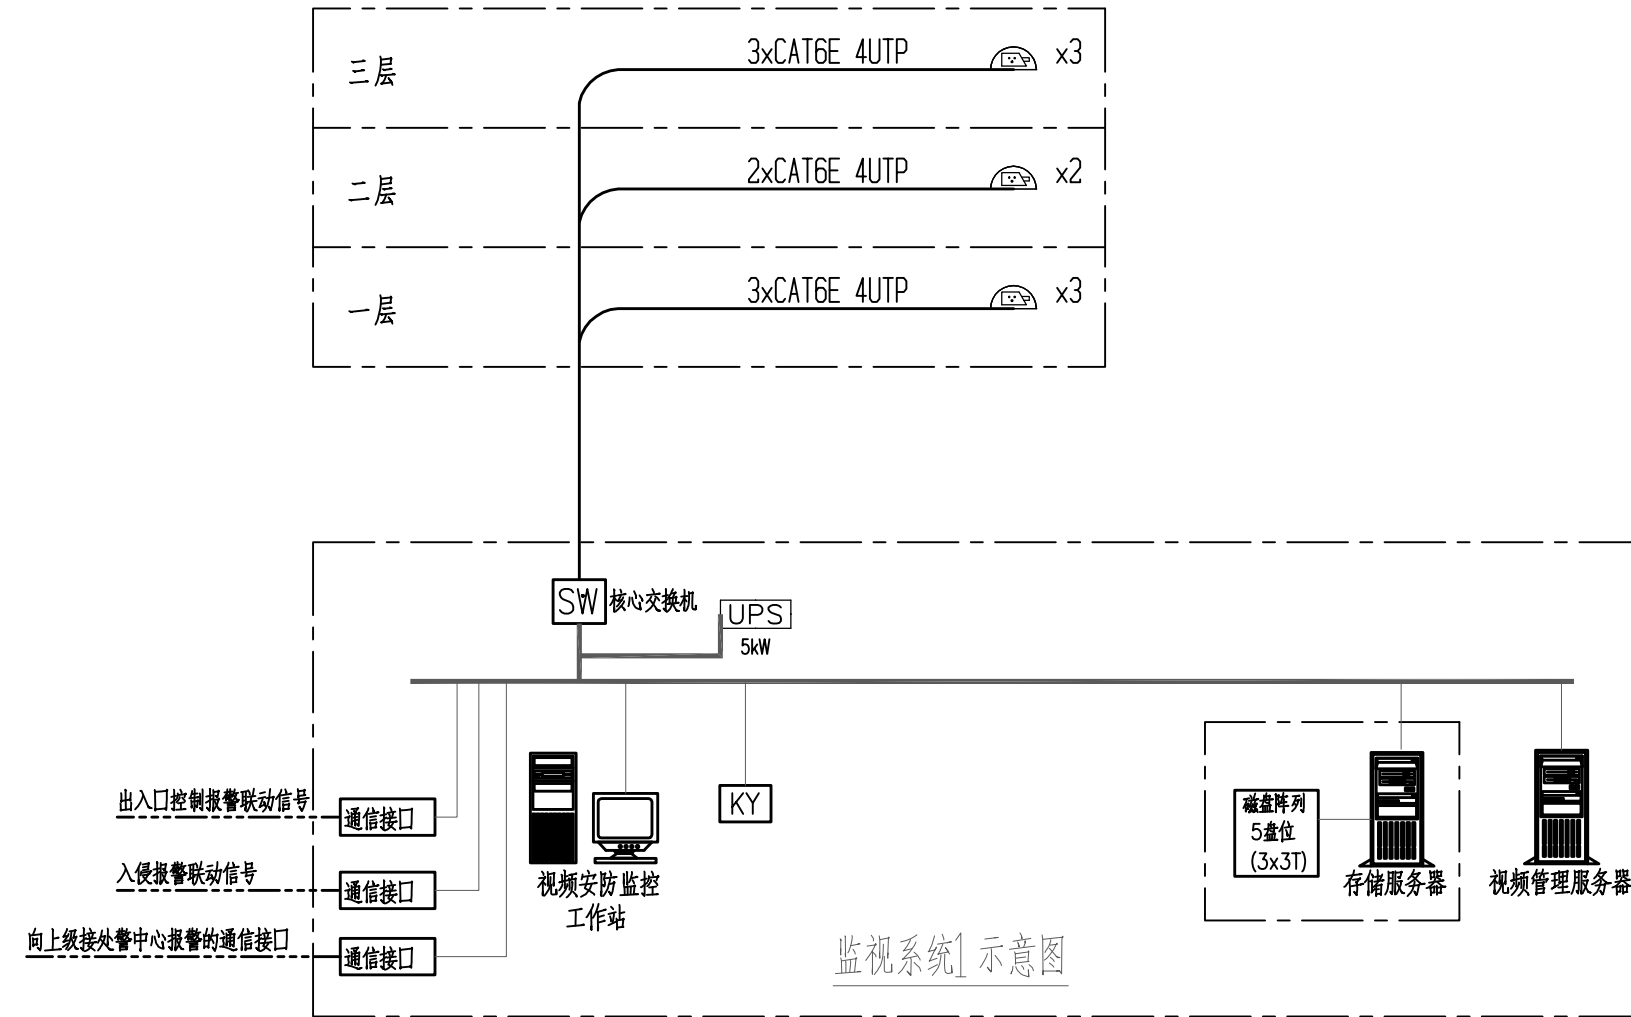 三层
3xCAT6E 4UTP
x3
二层
2xCAT6E 4UTP
x2
一层
3xCAT6E 4UTP
x3
SW
核心交换机
UPS
5kW
出入口控制报警联动信号
通信接口
入侵报警联动信号
通信接口
向上级接处警中心报警的通信接口
通信接口
视频安防监控
工作站
KY
磁盘阵列
5盘位
(3x3T)
存储服务器
视频管理服务器
监视系统1 示意图